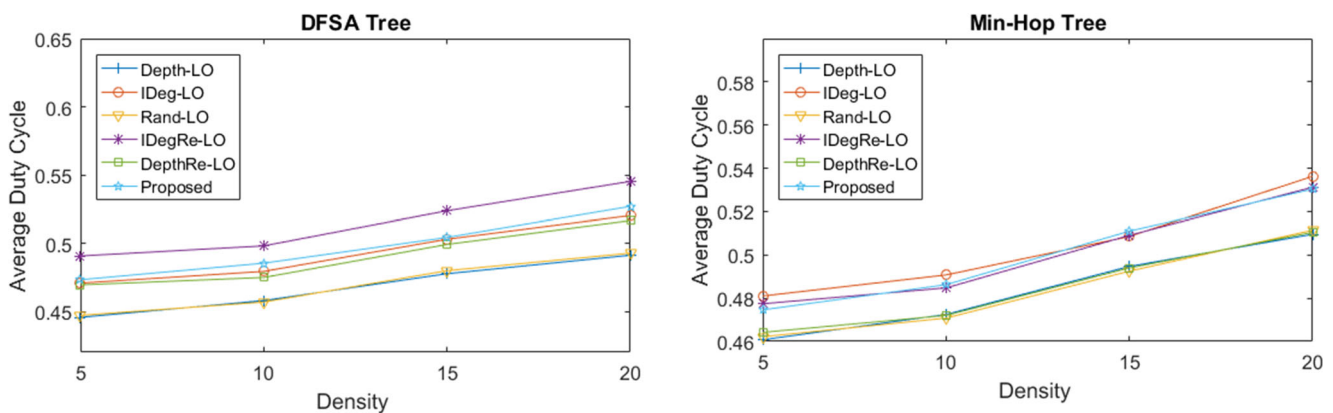 DFSA Tree
0.65
0.6
0.55
0.5
0.45
Average Duty Cycle
Depth-LO
IDeg-LO
Rand-LO
IDegRe-LO
DepthRe-LO
Proposed
5 10 15 20
Density
Min-Hop Tree
0.58
0.56
0.54
0.52
0.5
0.48
0.46
Average Duty Cycle
Depth-LO
IDeg-LO
Rand-LO
IDegRe-LO
DepthRe-LO
Proposed
5 10 15 20
Density